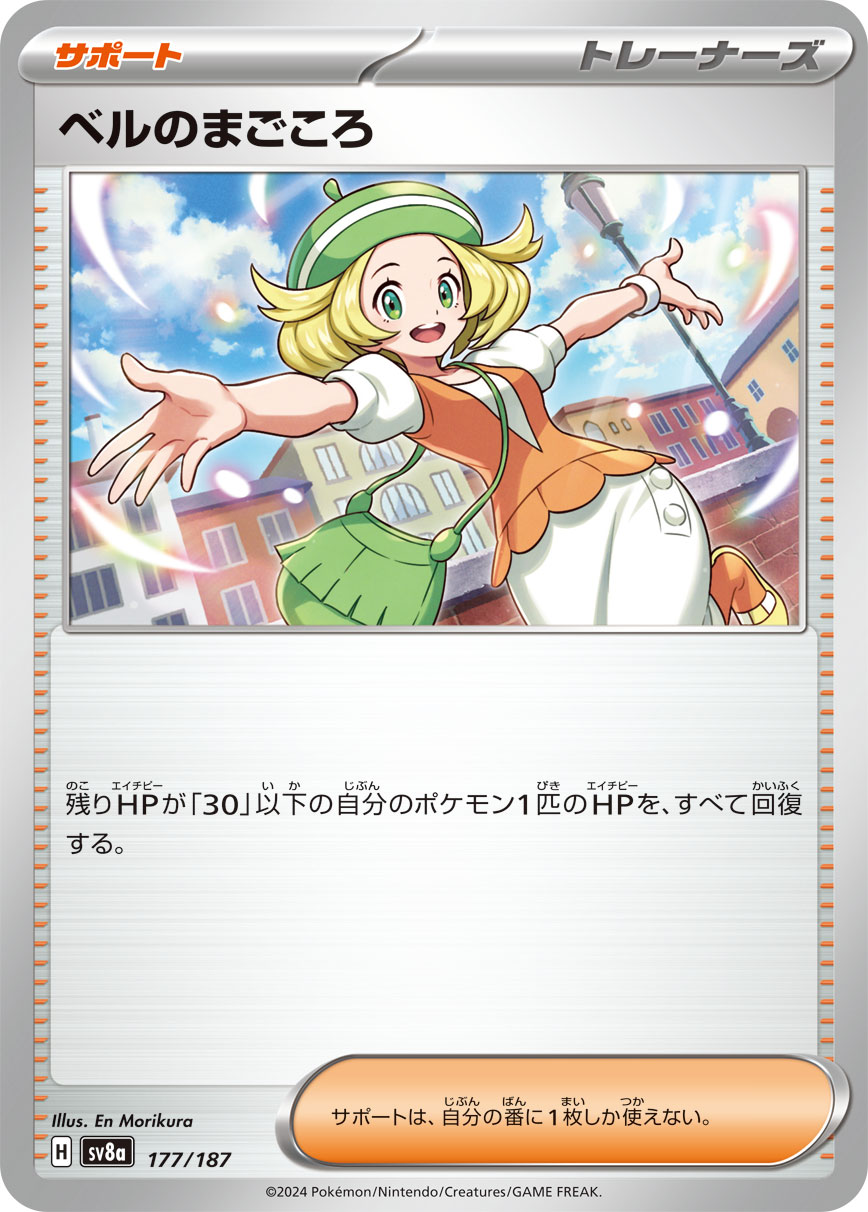 サポート
トレーナーズ
ベルのまごころ
残りHPが「30」以下の自分のポケモン1匹のHPを、すべて回復
する。
サポートは、自分の番に1枚しか使えない。
Illus. En Morikura
H sv8a 177/187
©2024 Pokémon/Nintendo/Creatures/GAME FREAK.